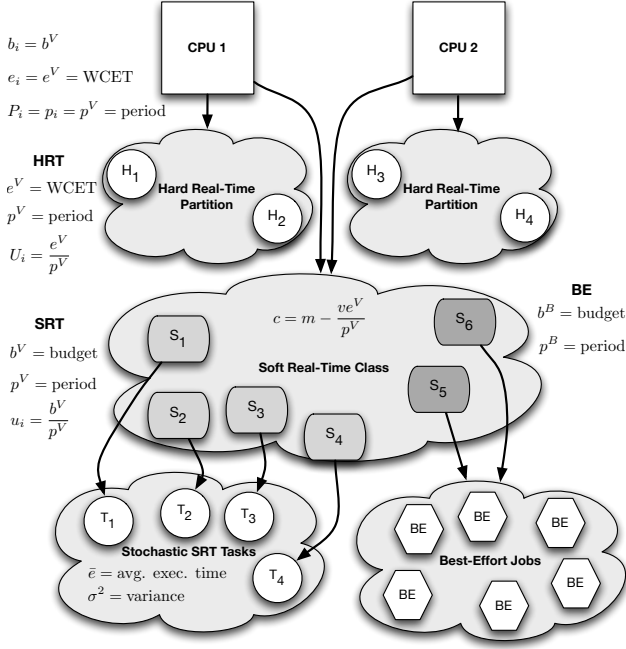 CPU 1
CPU 2
b_i = b^V
e_i = e^V = WCET
P_i = p_i = p^V = period
HRT
e^V = WCET
p^V = period
U_i = e^V / p^V
H_1
Hard Real-Time
Partition
H_2
H_3
Hard Real-Time
Partition
H_4
SRT
b^V = budget
p^V = period
u_i = b^V / p^V
c = m − ve^V / p^V
Soft Real-Time Class
S_1
S_2
S_3
S_4
S_5
S_6
BE
b^B = budget
p^B = period
T_1
T_2
T_3
Stochastic SRT Tasks
ē = avg. exec. time
σ^2 = variance
T_4
BE
BE
BE
Best-Effort Jobs
BE
BE
BE